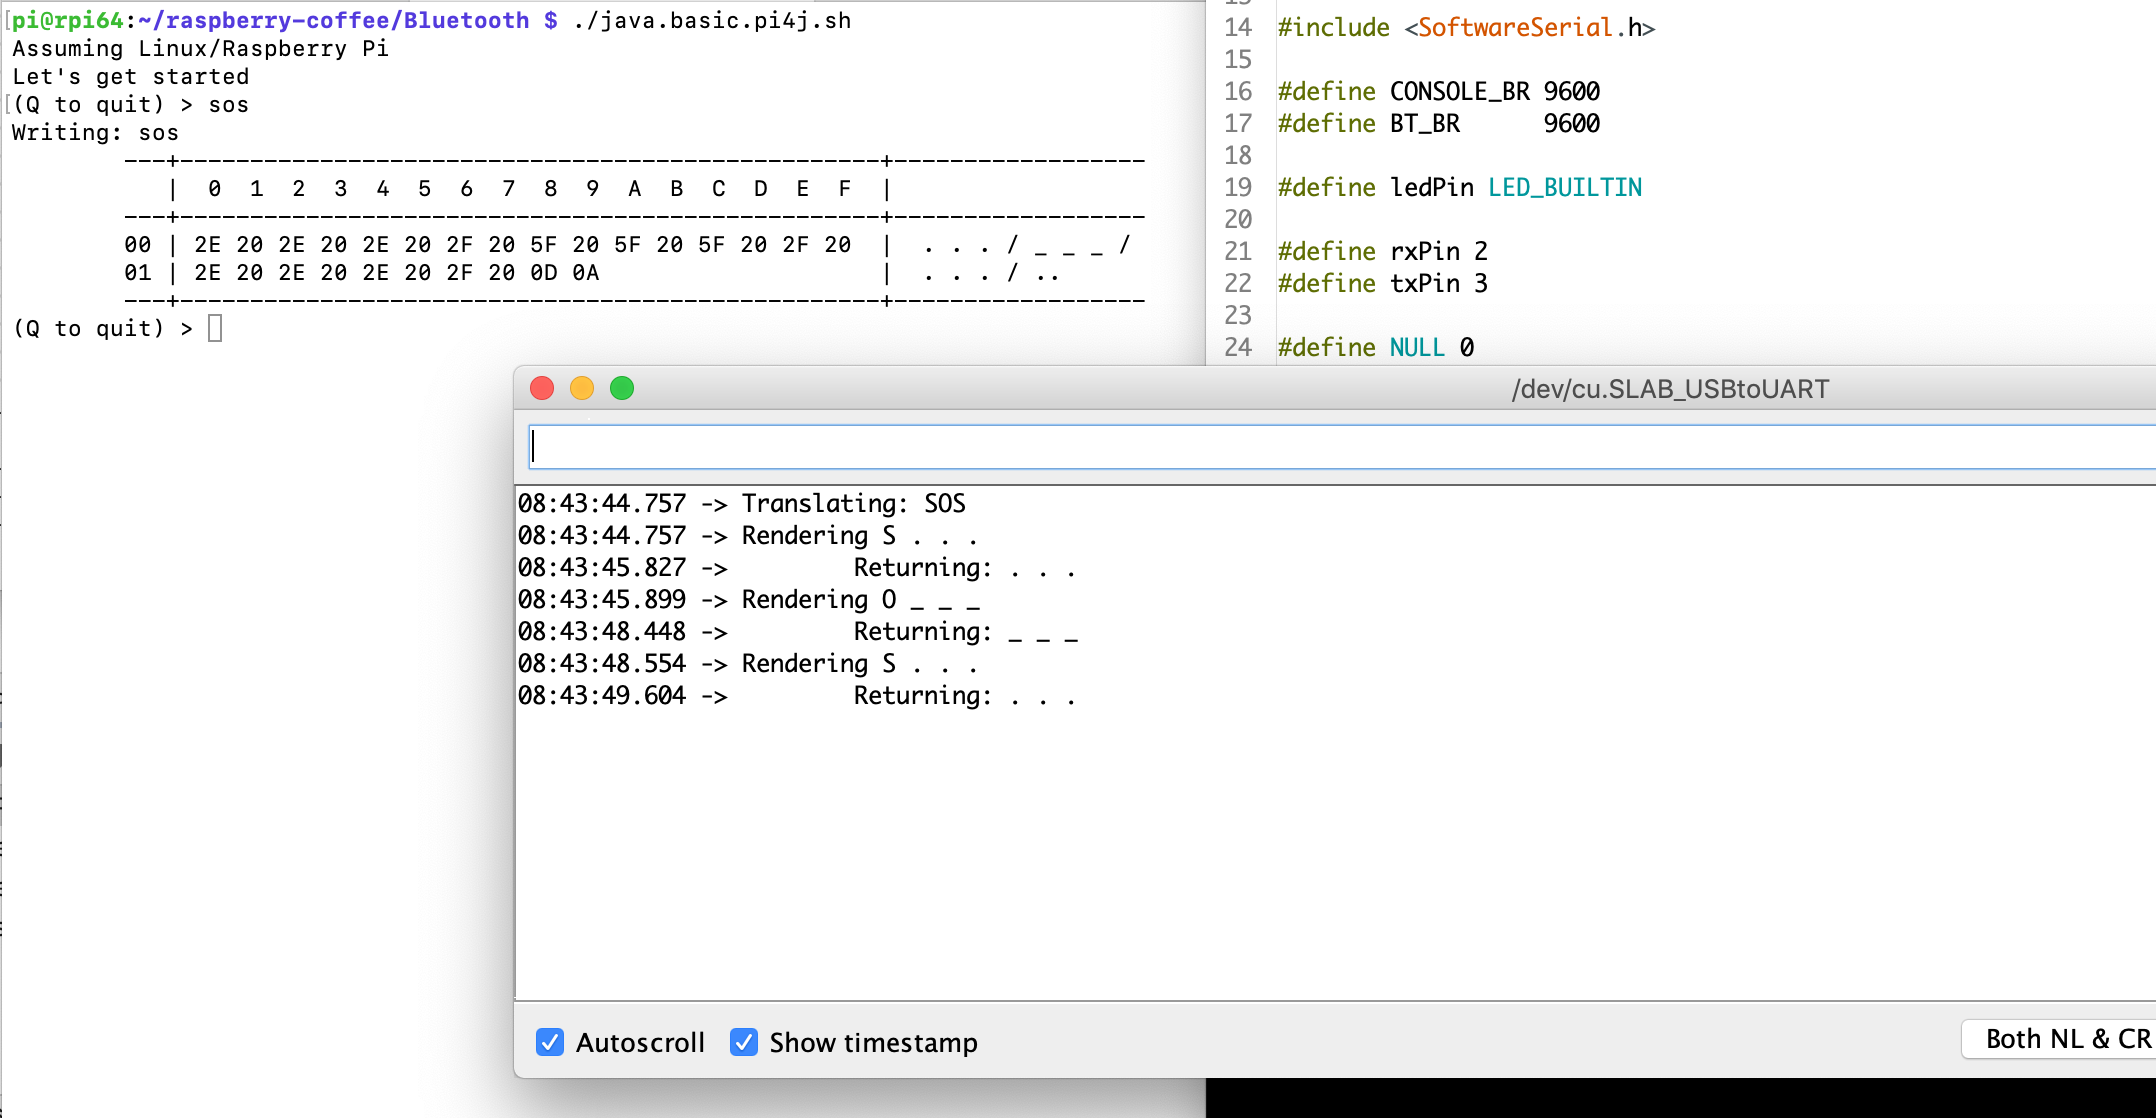 pi@rpi64:~/raspberry-coffee/Bluetooth $ ./java.basic.pi4j.sh
Assuming Linux/Raspberry Pi
Let's get started
(Q to quit) > sos
Writing: sos
---+--------------------------------------------------+------------------
   |  0  1  2  3  4  5  6  7  8  9  A  B  C  D  E  F  |
---+--------------------------------------------------+------------------
00 | 2E 20 2E 20 2E 20 2F 20 5F 20 5F 20 5F 20 2F 20  |  . . . / _ _ _ /
01 | 2E 20 2E 20 2E 20 2F 20 0D 0A                    |  . . . / ..
---+--------------------------------------------------+------------------
(Q to quit) >
14 #include <SoftwareSerial.h>
15
16 #define CONSOLE_BR 9600
17 #define BT_BR      9600
18
19 #define ledPin LED_BUILTIN
20
21 #define rxPin 2
22 #define txPin 3
23
24 #define NULL 0
/dev/cu.SLAB_USBtoUART
08:43:44.757 -> Translating: SOS
08:43:44.757 -> Rendering S . . .
08:43:45.827 ->         Returning: . . .
08:43:45.899 -> Rendering O _ _ _
08:43:48.448 ->         Returning: _ _ _
08:43:48.554 -> Rendering S . . .
08:43:49.604 ->         Returning: . . .
Autoscroll Show timestamp
Both NL & CR